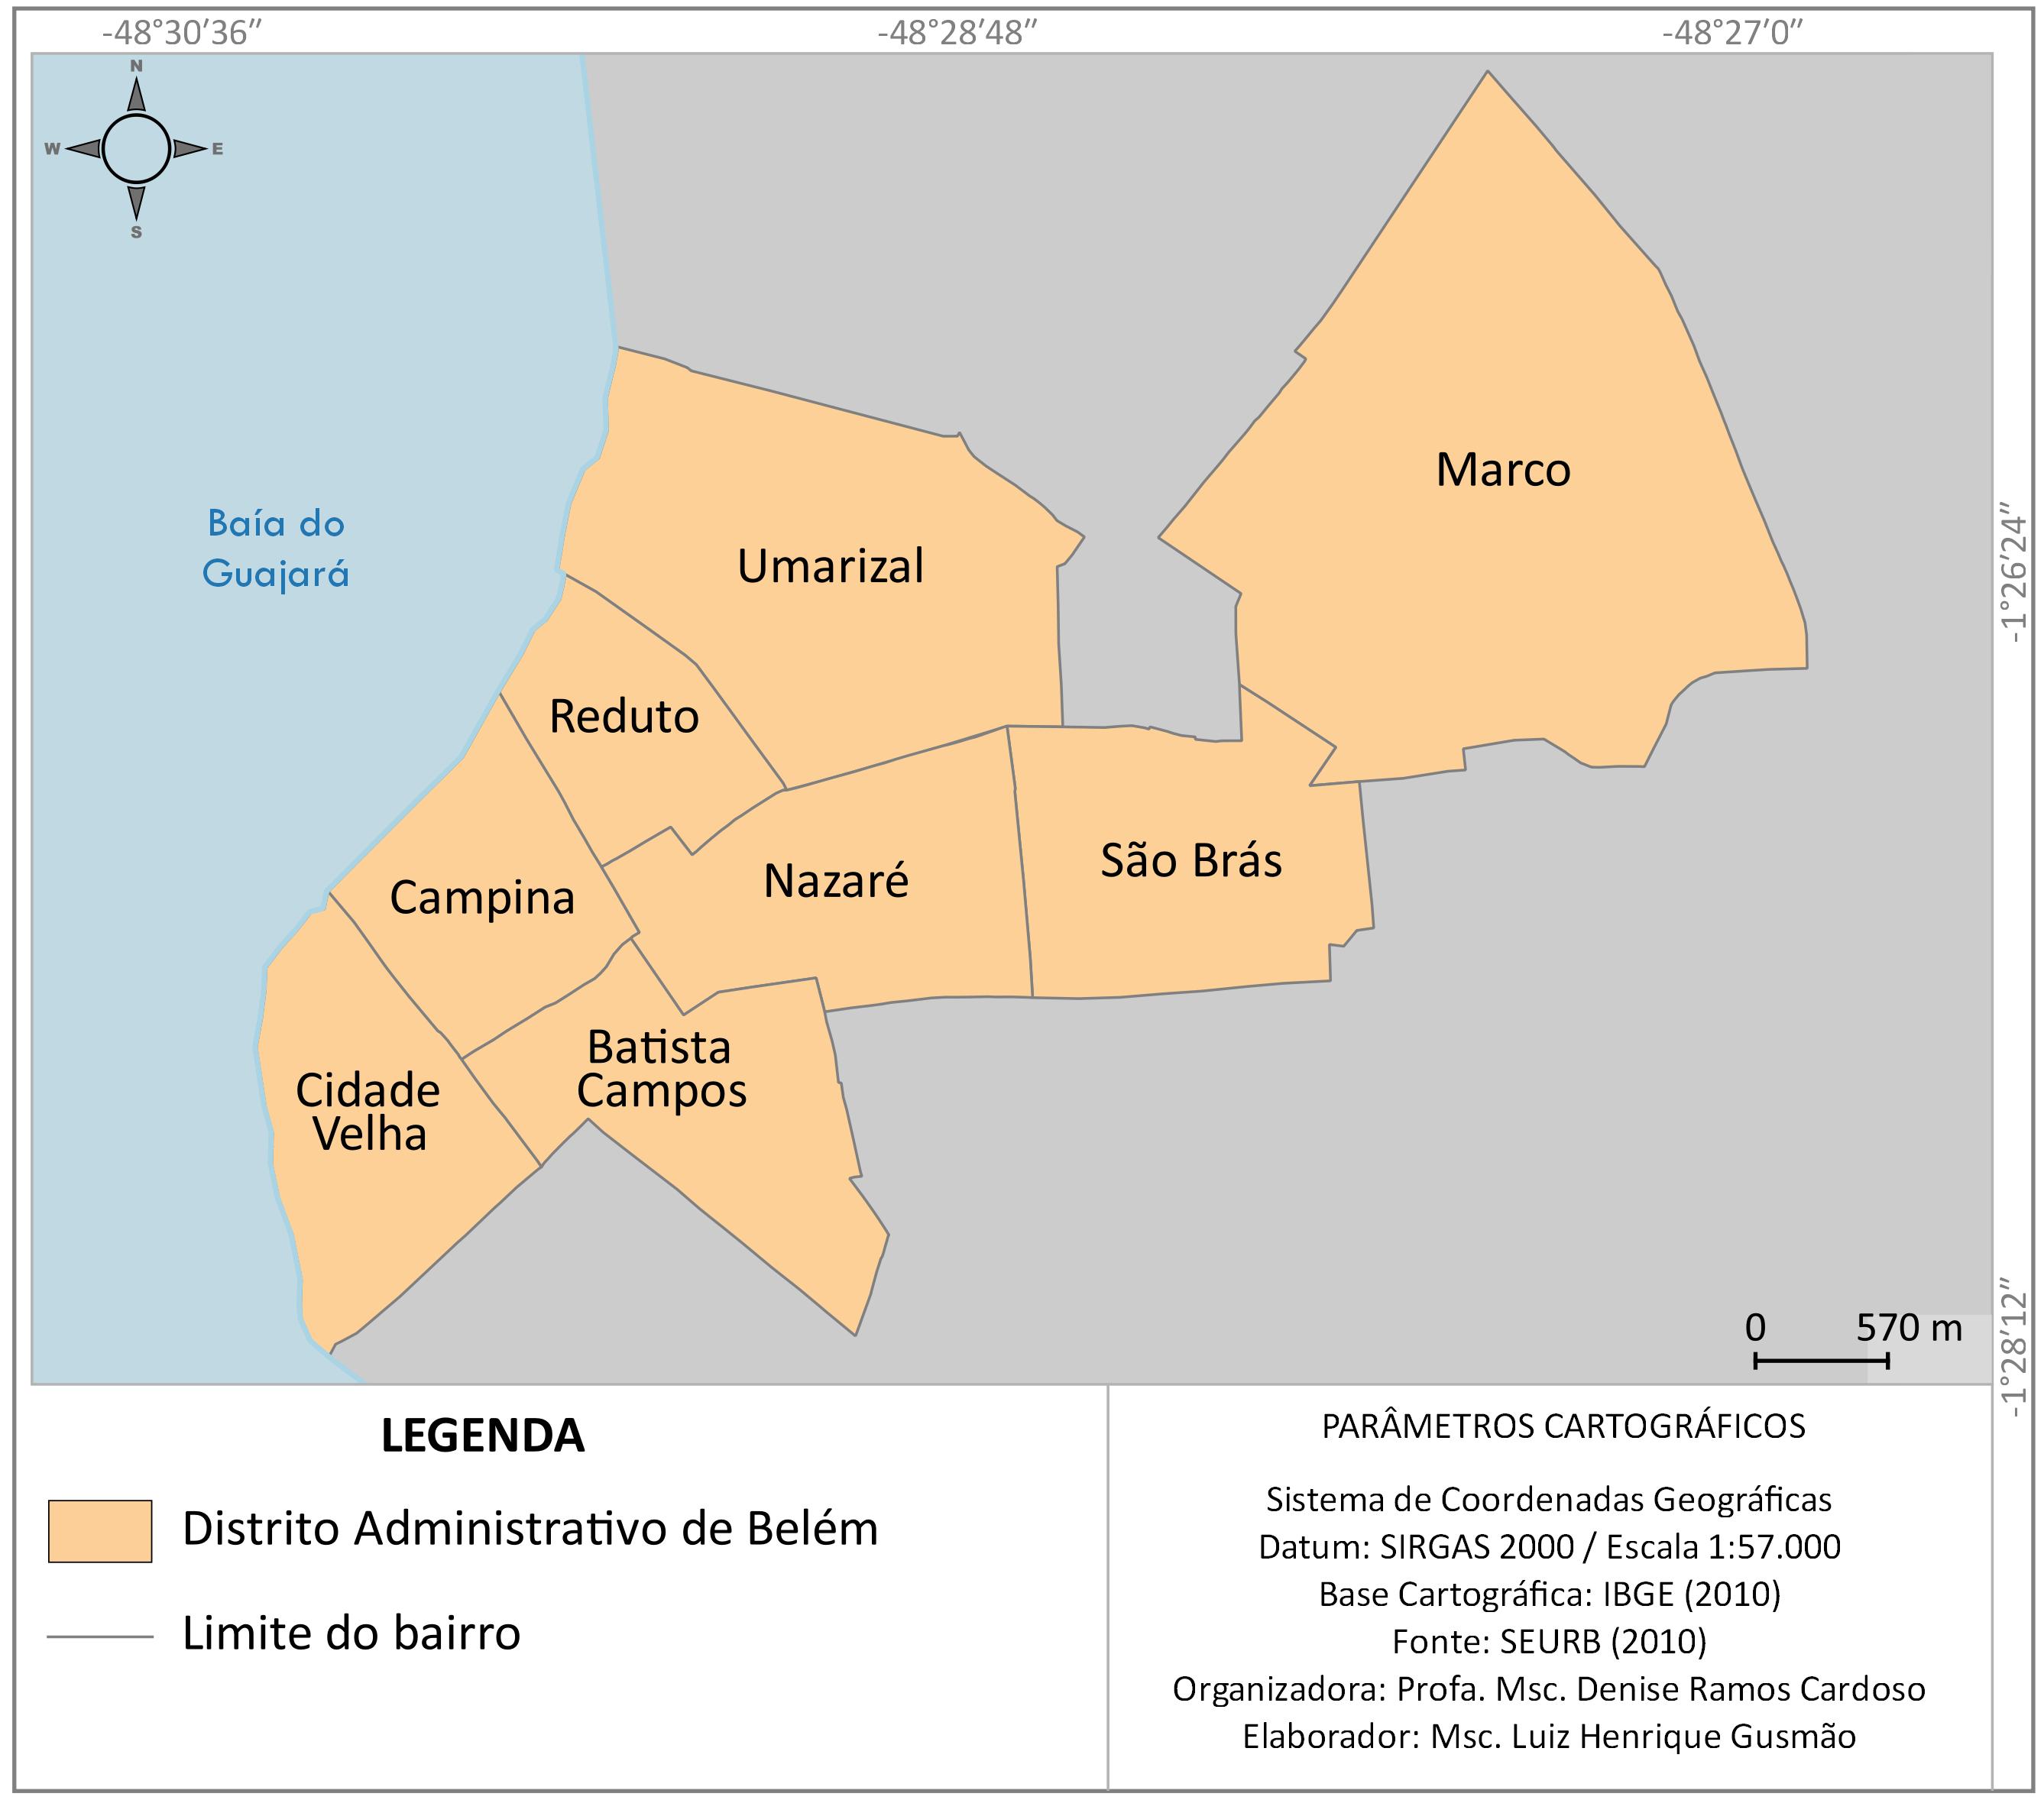 -48°30′36″
-48°28′48″
-48°27′0″
N
W
E
S
Marco
-1°26′24″
Baía do
Guajará
Umarizal
Reduto
São Brás
Nazaré
Campina
Batista
Campos
Cidade
Velha
-1°28′12″
0
570 m
LEGENDA
Distrito Administrativo de Belém
Limite do bairro
PARÂMETROS CARTOGRÁFICOS
Sistema de Coordenadas Geográficas
Datum: SIRGAS 2000 / Escala 1:57.000
Base Cartográfica: IBGE (2010)
Fonte: SEURB (2010)
Organizadora: Profa. Msc. Denise Ramos Cardoso
Elaborador: Msc. Luiz Henrique Gusmão